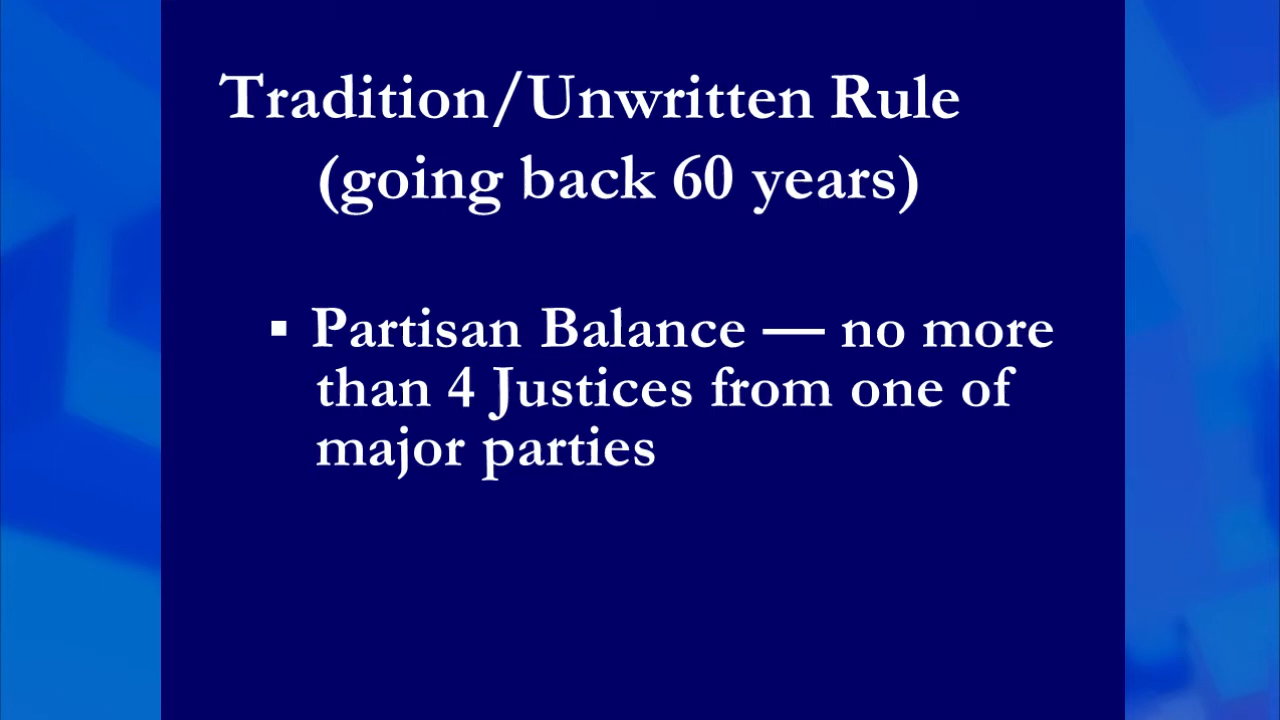 Tradition/Unwritten Rule
(going back 60 years)
▪ Partisan Balance — no more
than 4 Justices from one of
major parties